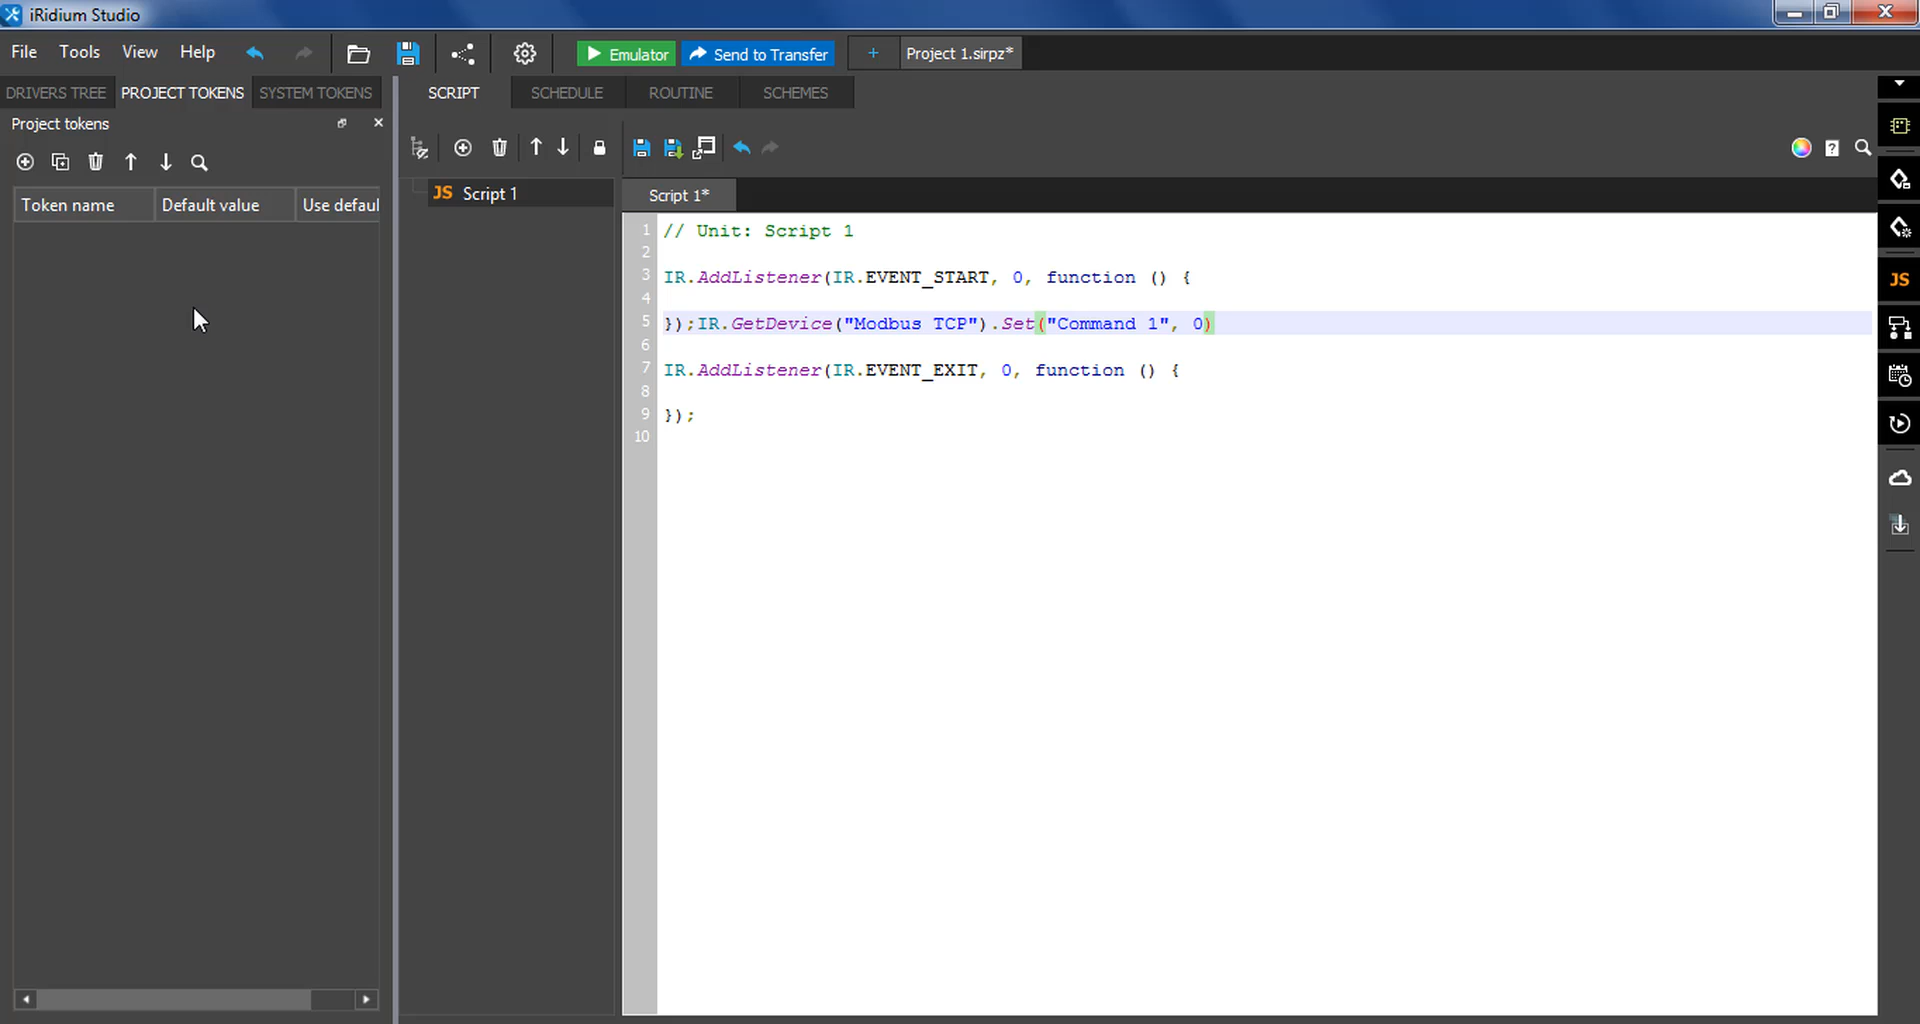 iRidium Studio
File Tools View Help Emulator Send to Transfer + Project 1.sirpz*
DRIVERS TREE PROJECT TOKENS SYSTEM TOKENS SCRIPT SCHEDULE ROUTINE SCHEMES
Project tokens
Token name Default value Use defaul
JS Script 1
Script 1*
1 // Unit: Script 1
2
3 IR.AddListener(IR.EVENT_START, 0, function () {
4
5 });IR.GetDevice("Modbus TCP").Set("Command 1", 0)
6
7 IR.AddListener(IR.EVENT_EXIT, 0, function () {
8
9 });
10
JS